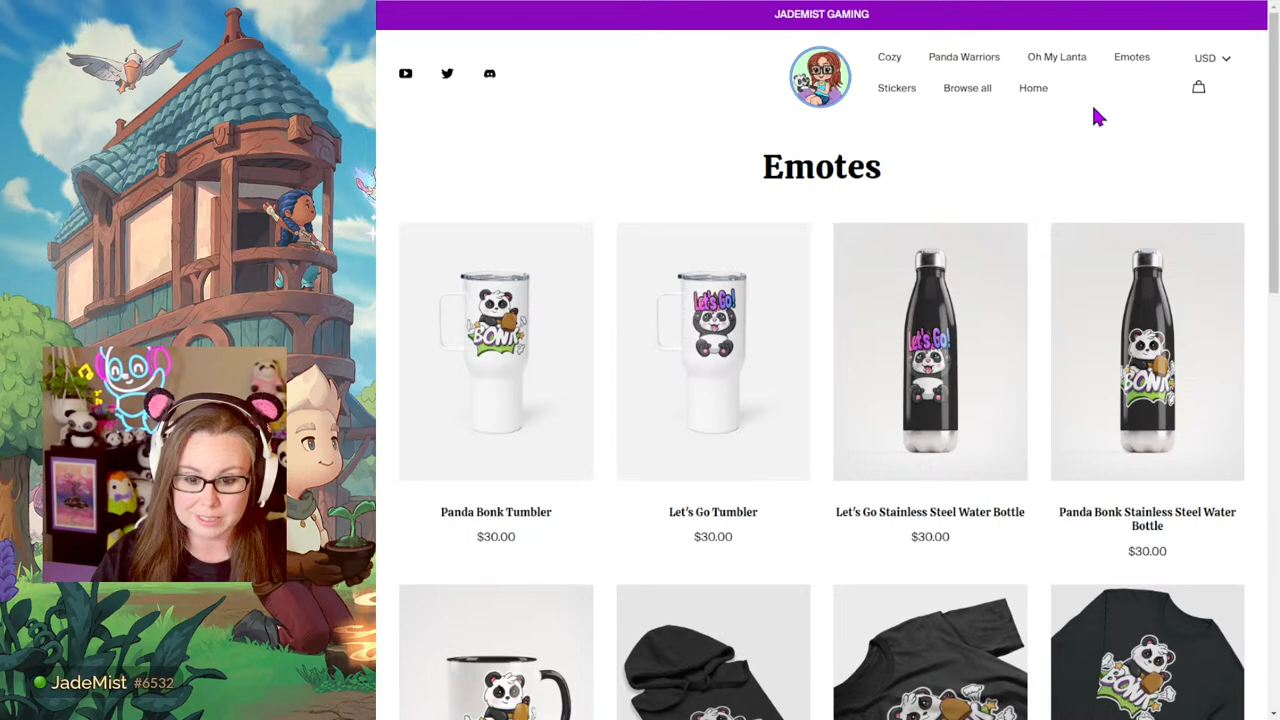 JADEMIST GAMING
Cozy Panda Warriors Oh My Lanta Emotes
USD
Stickers Browse all Home
Emotes
BONK
Let's Go!
Let's Go!
BONK
Panda Bonk Tumbler
Let's Go Tumbler
Let's Go Stainless Steel Water Bottle
Panda Bonk Stainless Steel Water
Bottle
$30.00
$30.00
$30.00
$30.00
BONK
JadeMist #6532